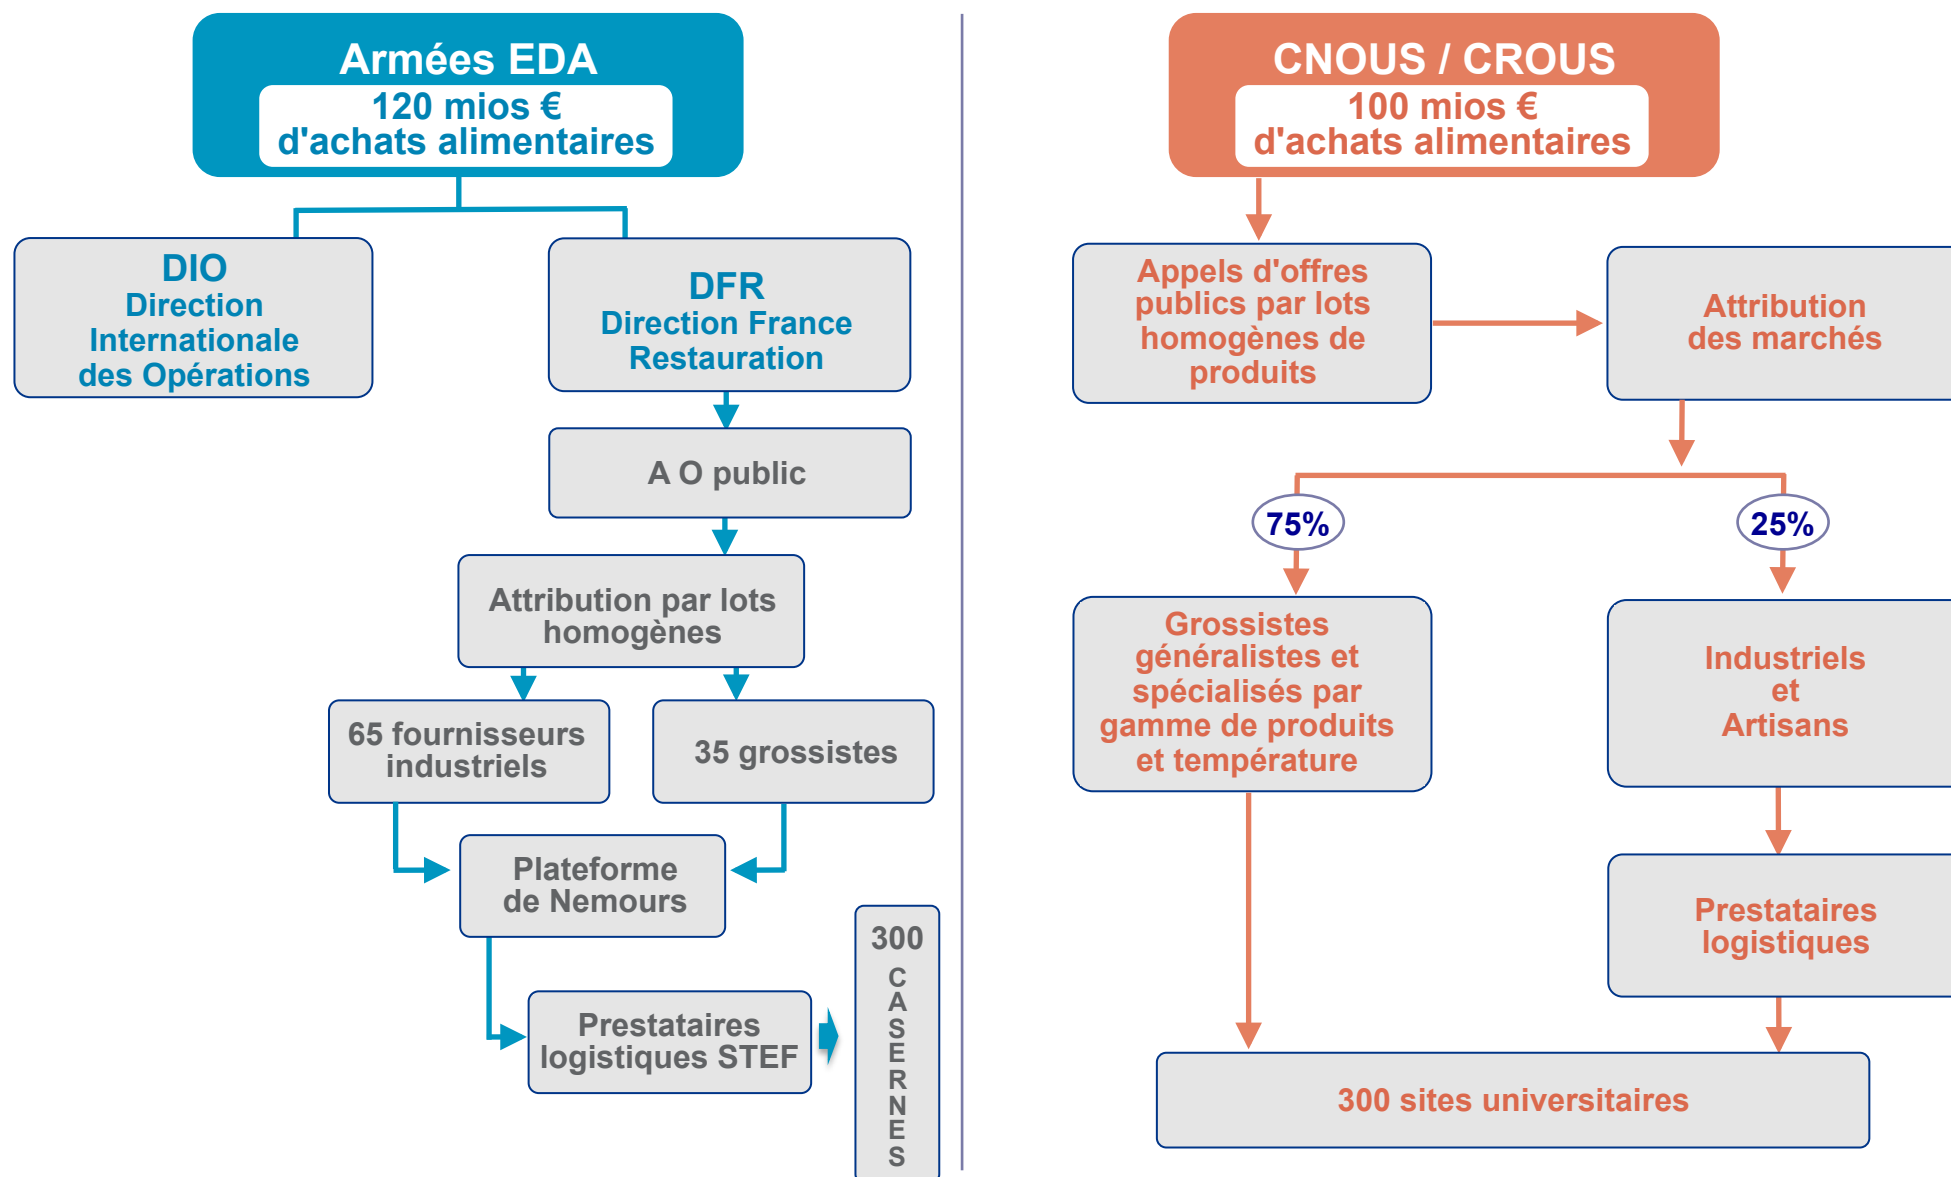 Armées EDA
120 mios €
d'achats alimentaires
DIO
Direction
Internationale
des Opérations
DFR
Direction France
Restauration
A O public
Attribution par lots
homogènes
65 fournisseurs
industriels
35 grossistes
Plateforme
de Nemours
Prestataires
logistiques STEF
300
C
A
S
E
R
N
E
S
CNOUS / CROUS
100 mios €
d'achats alimentaires
Appels d'offres
publics par lots
homogènes de
produits
Attribution
des marchés
75%
25%
Grossistes
généralistes et
spécialisés par
gamme de produits
et température
Industriels
et
Artisans
Prestataires
logistiques
300 sites universitaires